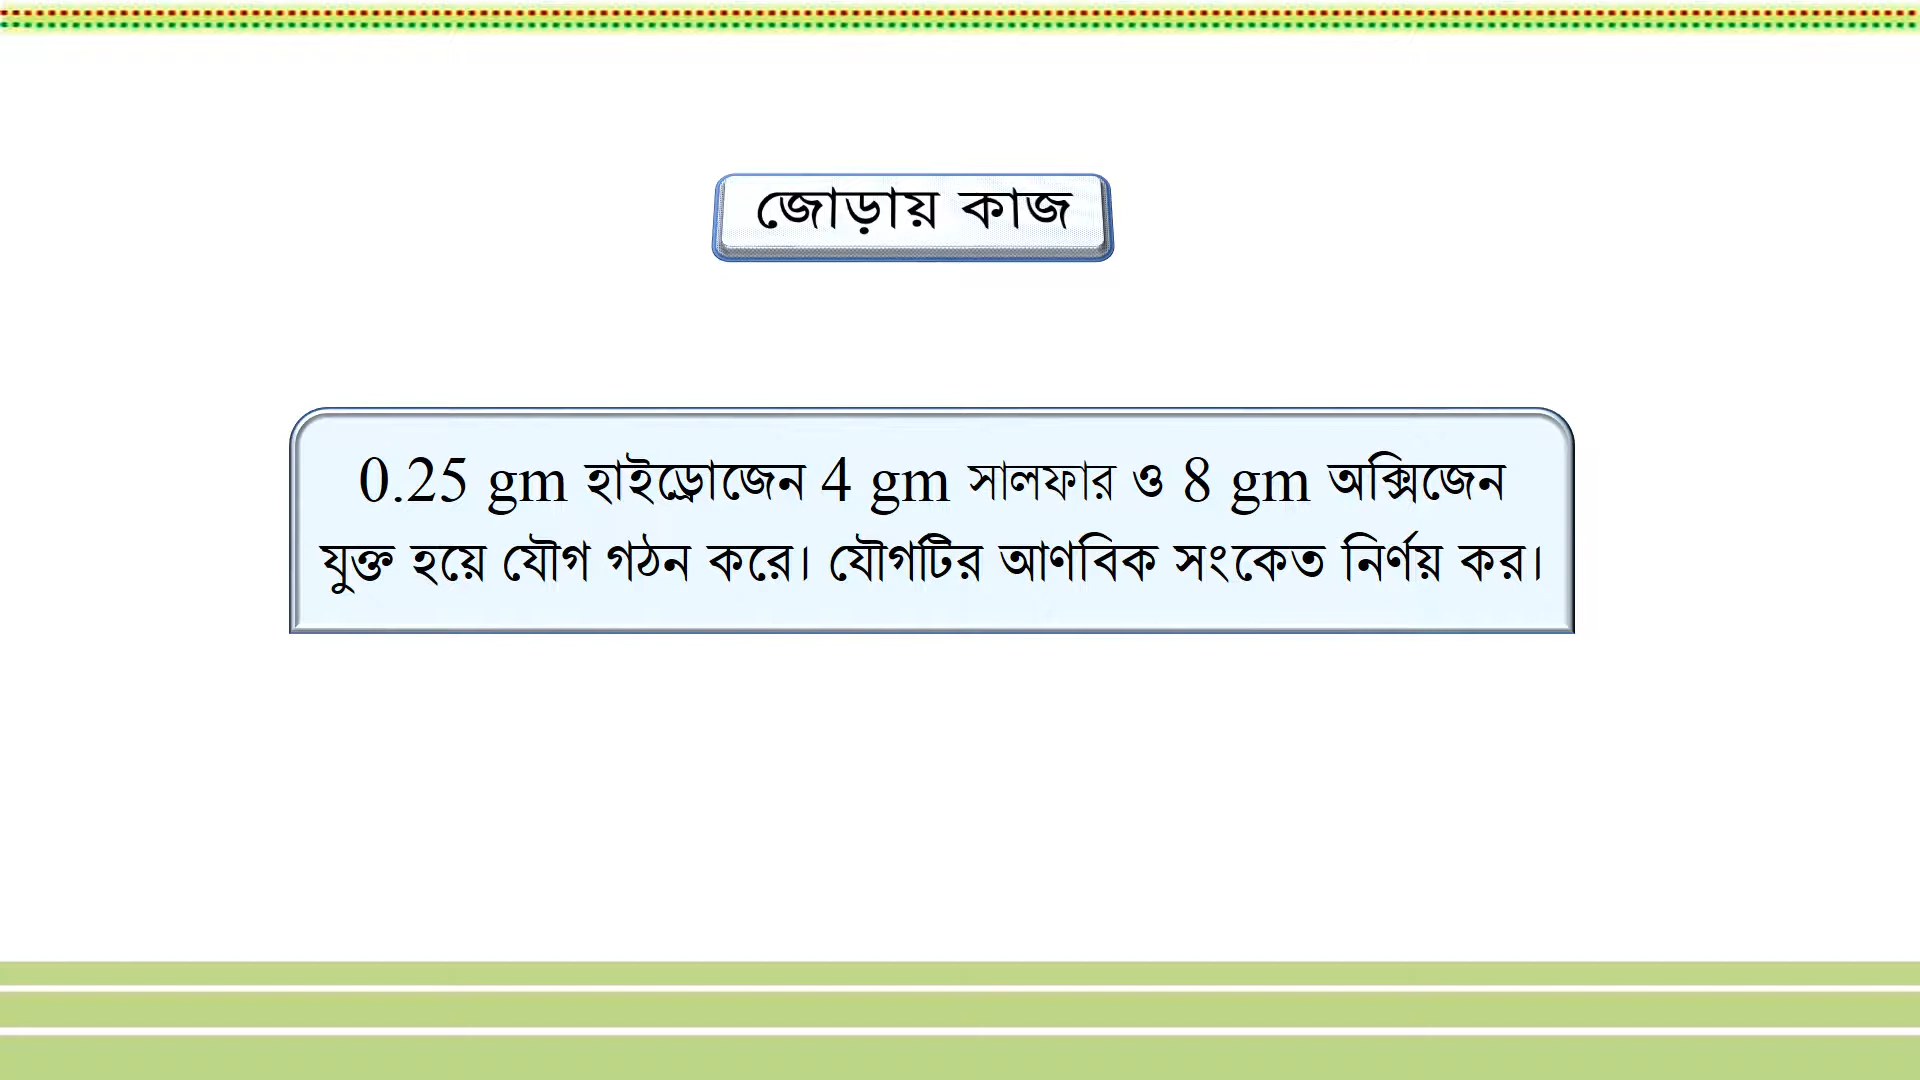 জোড়ায় কাজ
0.25 gm হাইড্রোজেন 4 gm সালফার ও 8 gm অক্সিজেন
যুক্ত হয়ে যৌগ গঠন করে। যৌগটির আণবিক সংকেত নির্ণয় কর।